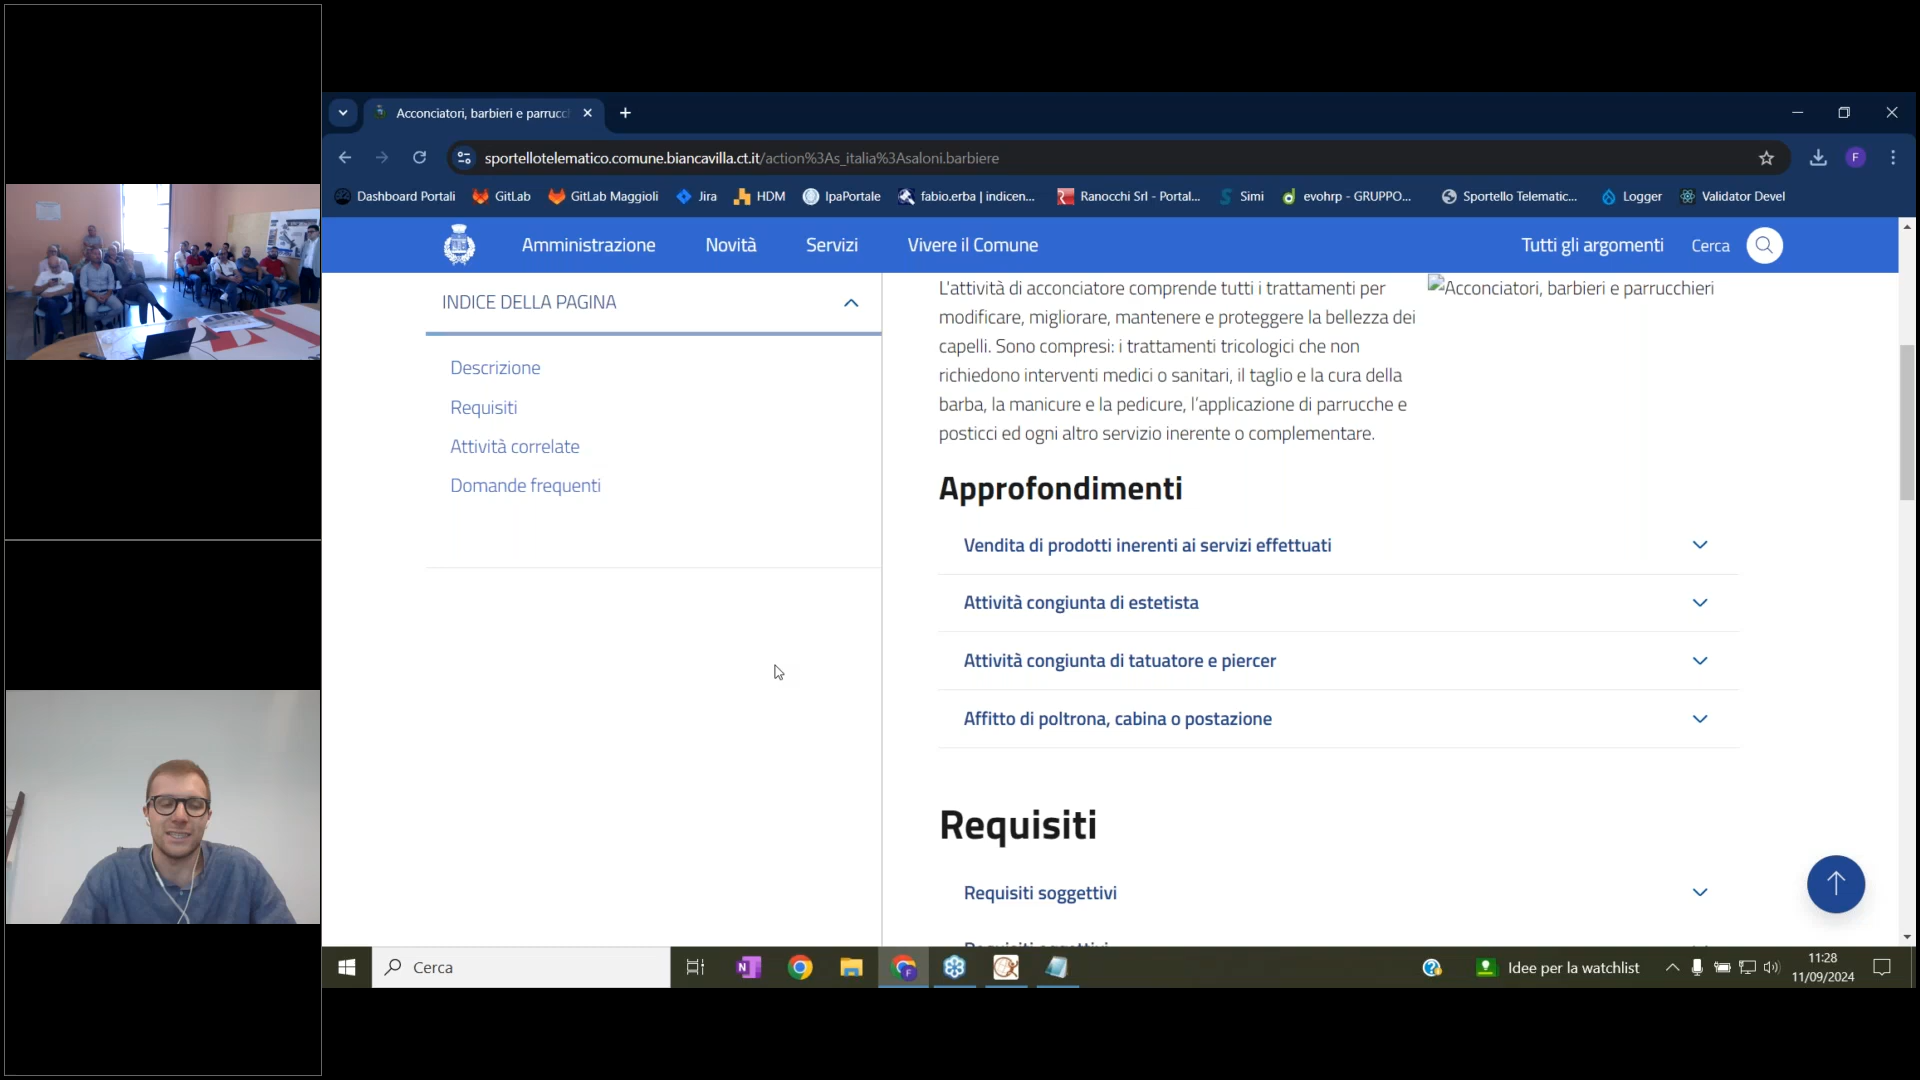 Acconciatori, barbieri e parrucc
sportellotelematico.comune.biancavilla.ct.it/action%3As_italia%3Asaloni.barbiere
F
Dashboard Portali
GitLab
GitLab Maggioli
Jira
HDM
IpaPortale
fabio.erba | indicen...
Ranocchi Srl - Portal...
Simi
evohrp - GRUPPO...
Sportello Telematic...
Logger
Validator Devel
Amministrazione
Novità
Servizi
Vivere il Comune
Tutti gli argomenti
Cerca
INDICE DELLA PAGINA
Descrizione
Requisiti
Attività correlate
Domande frequenti
L'attività di acconciatore comprende tutti i trattamenti per
modificare, migliorare, mantenere e proteggere la bellezza dei
capelli. Sono compresi: i trattamenti tricologici che non
richiedono interventi medici o sanitari, il taglio e la cura della
barba, la manicure e la pedicure, l'applicazione di parrucche e
posticci ed ogni altro servizio inerente o complementare.
Acconciatori, barbieri e parrucchieri
Approfondimenti
Vendita di prodotti inerenti ai servizi effettuati
Attività congiunta di estetista
Attività congiunta di tatuatore e piercer
Affitto di poltrona, cabina o postazione
Requisiti
Requisiti soggettivi
Requisiti oggettivi
Cerca
Idee per la watchlist
11:28
11/09/2024